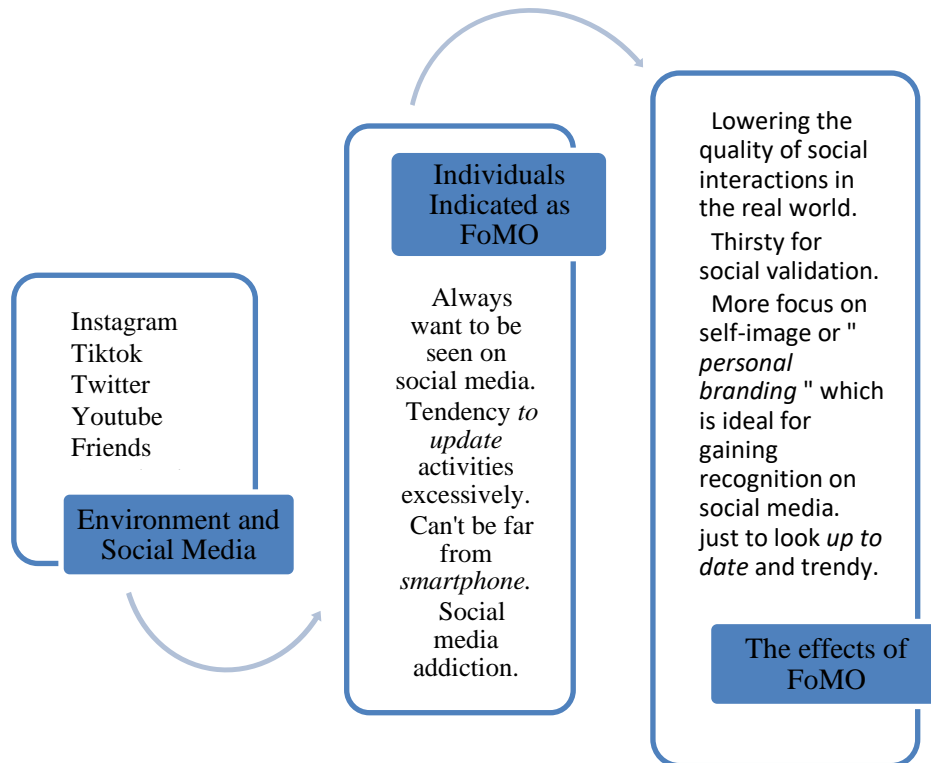 Instagram
Tiktok
Twitter
Youtube
Friends
Environment and
Social Media
Individuals
Indicated as
FoMO
Always
want to be
seen on
social media.
Tendency to
update
activities
excessively.
Can't be far
from
smartphone.
Social
media
addiction.
Lowering the
quality of social
interactions in
the real world.
Thirsty for
social validation.
More focus on
self-image or "
personal
branding " which
is ideal for
gaining
recognition on
social media.
just to look up to
date and trendy.
The effects of
FoMO